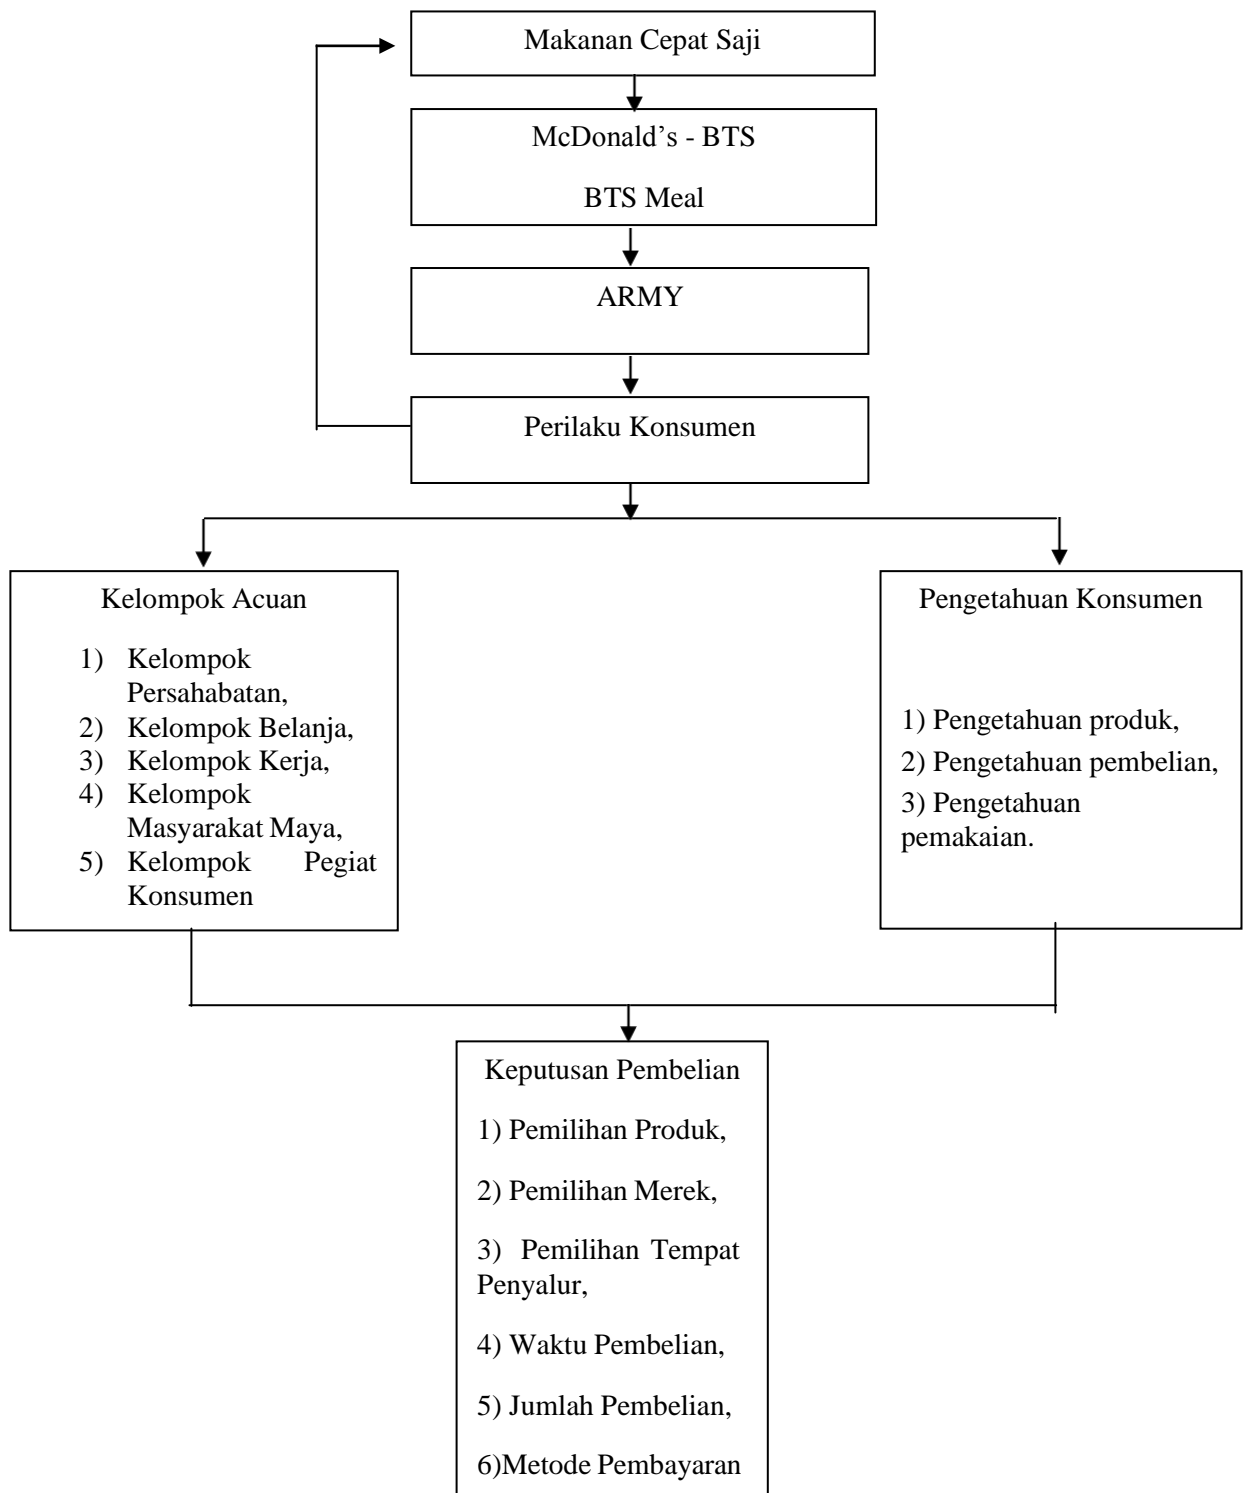 Makanan Cepat Saji
McDonald’s - BTS
BTS Meal
ARMY
Perilaku Konsumen
Kelompok Acuan
1) Kelompok
Persahabatan,
2) Kelompok Belanja,
3) Kelompok Kerja,
4) Kelompok
Masyarakat Maya,
5) Kelompok Pegiat
Konsumen
Pengetahuan Konsumen
1) Pengetahuan produk,
2) Pengetahuan pembelian,
3) Pengetahuan
pemakaian.
Keputusan Pembelian
1) Pemilihan Produk,
2) Pemilihan Merek,
3) Pemilihan Tempat
Penyalur,
4) Waktu Pembelian,
5) Jumlah Pembelian,
6)Metode Pembayaran